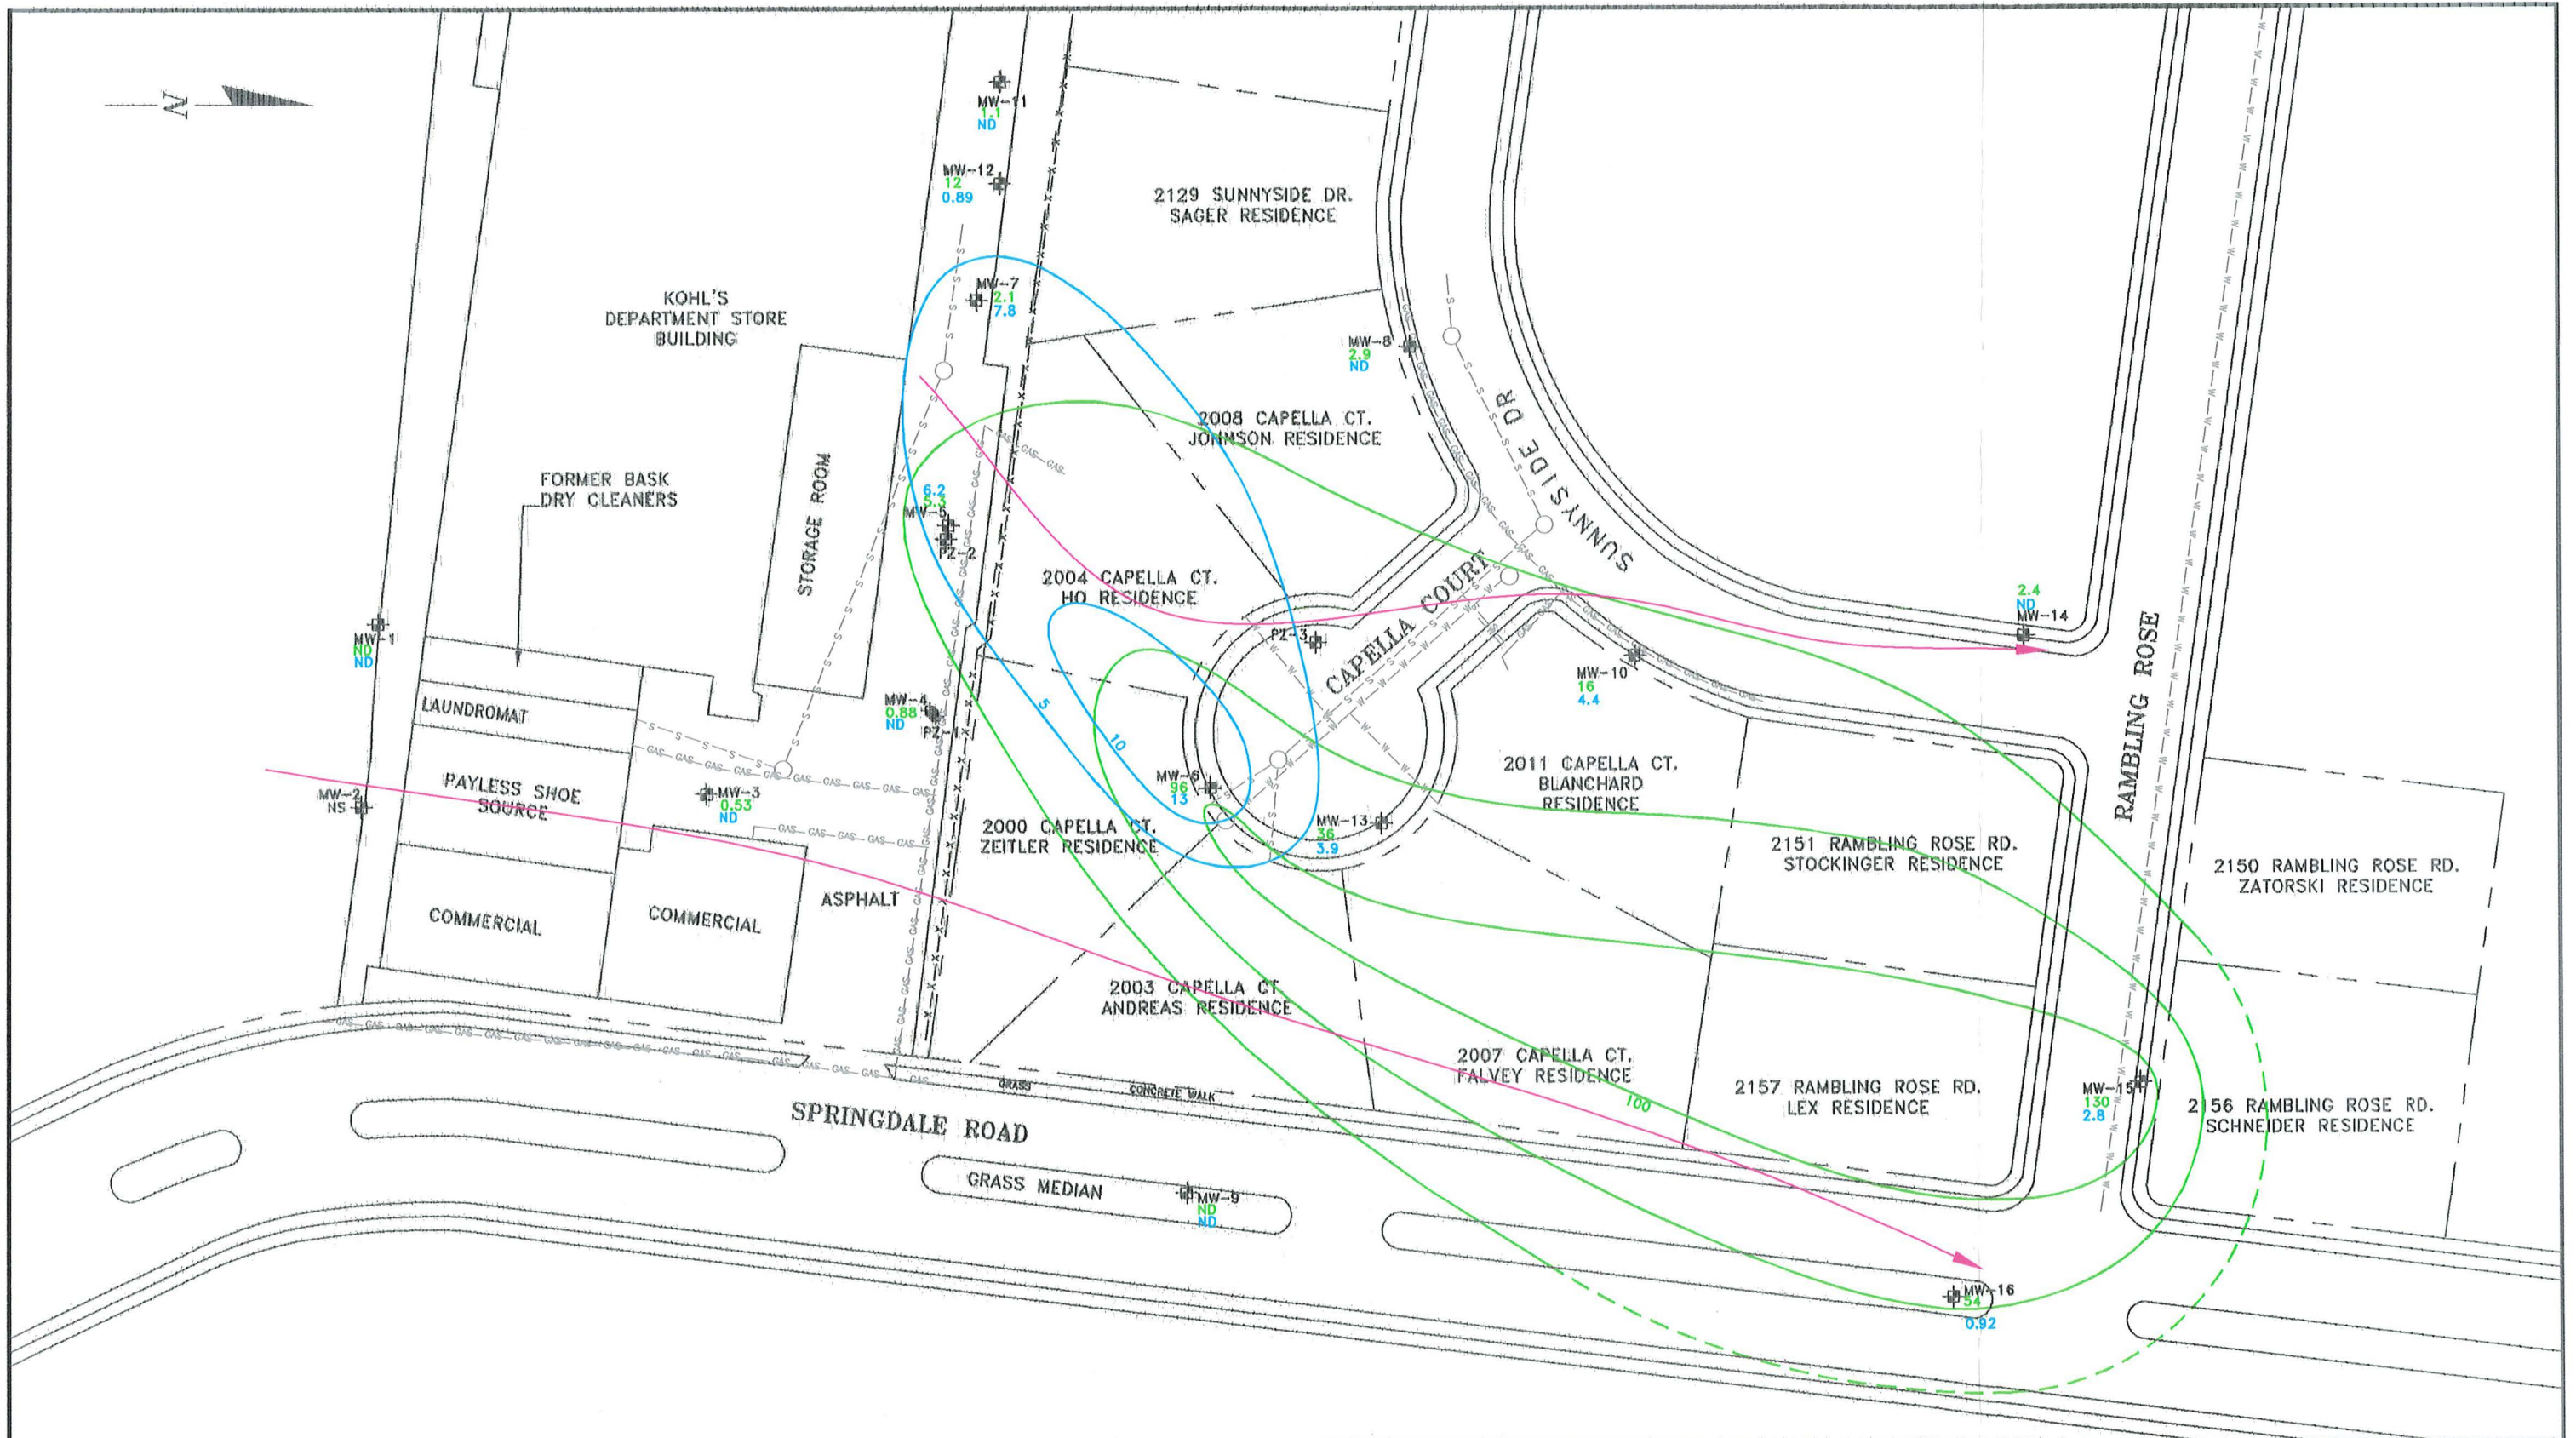 N
MW-11
1.1
ND
MW-12
12
0.89
2129 SUNNYSIDE DR.
SAGER RESIDENCE
MW-7
2.1
7.8
KOHL'S
DEPARTMENT STORE
BUILDING
MW-8
2.9
ND
2008 CAPELLA CT.
JOHNSON RESIDENCE
SUNNYSIDE DR
SUNNYSIDE
FORMER BASK
DRY CLEANERS
STORAGE ROOM
6.2
5.3
MW-5
PZ-2
2004 CAPELLA CT.
HO RESIDENCE
CAPELLA COURT
PZ-3
2.4
ND
MW-14
MW-1
ND
ND
MW-10
16
4.4
RAMBLING ROSE
RAMBLING ROSE
LAUNDROMAT
MW-4
0.88
ND
PZ-1
5
10
PAYLESS SHOE
SOURCE
MW-2
NS
MW-3
0.53
ND
MW-6
96
13
2011 CAPELLA CT.
BLANCHARD
RESIDENCE
MW-13
36
3.9
2000 CAPELLA CT.
ZEITLER RESIDENCE
2151 RAMBLING ROSE RD.
STOCKINGER RESIDENCE
2150 RAMBLING ROSE RD.
ZATORSKI RESIDENCE
COMMERCIAL
COMMERCIAL
ASPHALT
2003 CAPELLA CT.
ANDREAS RESIDENCE
2007 CAPELLA CT.
FALVEY RESIDENCE
100
2157 RAMBLING ROSE RD.
LEX RESIDENCE
MW-15
130
2.8
2156 RAMBLING ROSE RD.
SCHNEIDER RESIDENCE
GRASS
CONCRETE WALK
SPRINGDALE ROAD
GRASS MEDIAN
MW-9
ND
ND
MW-16
54
0.92